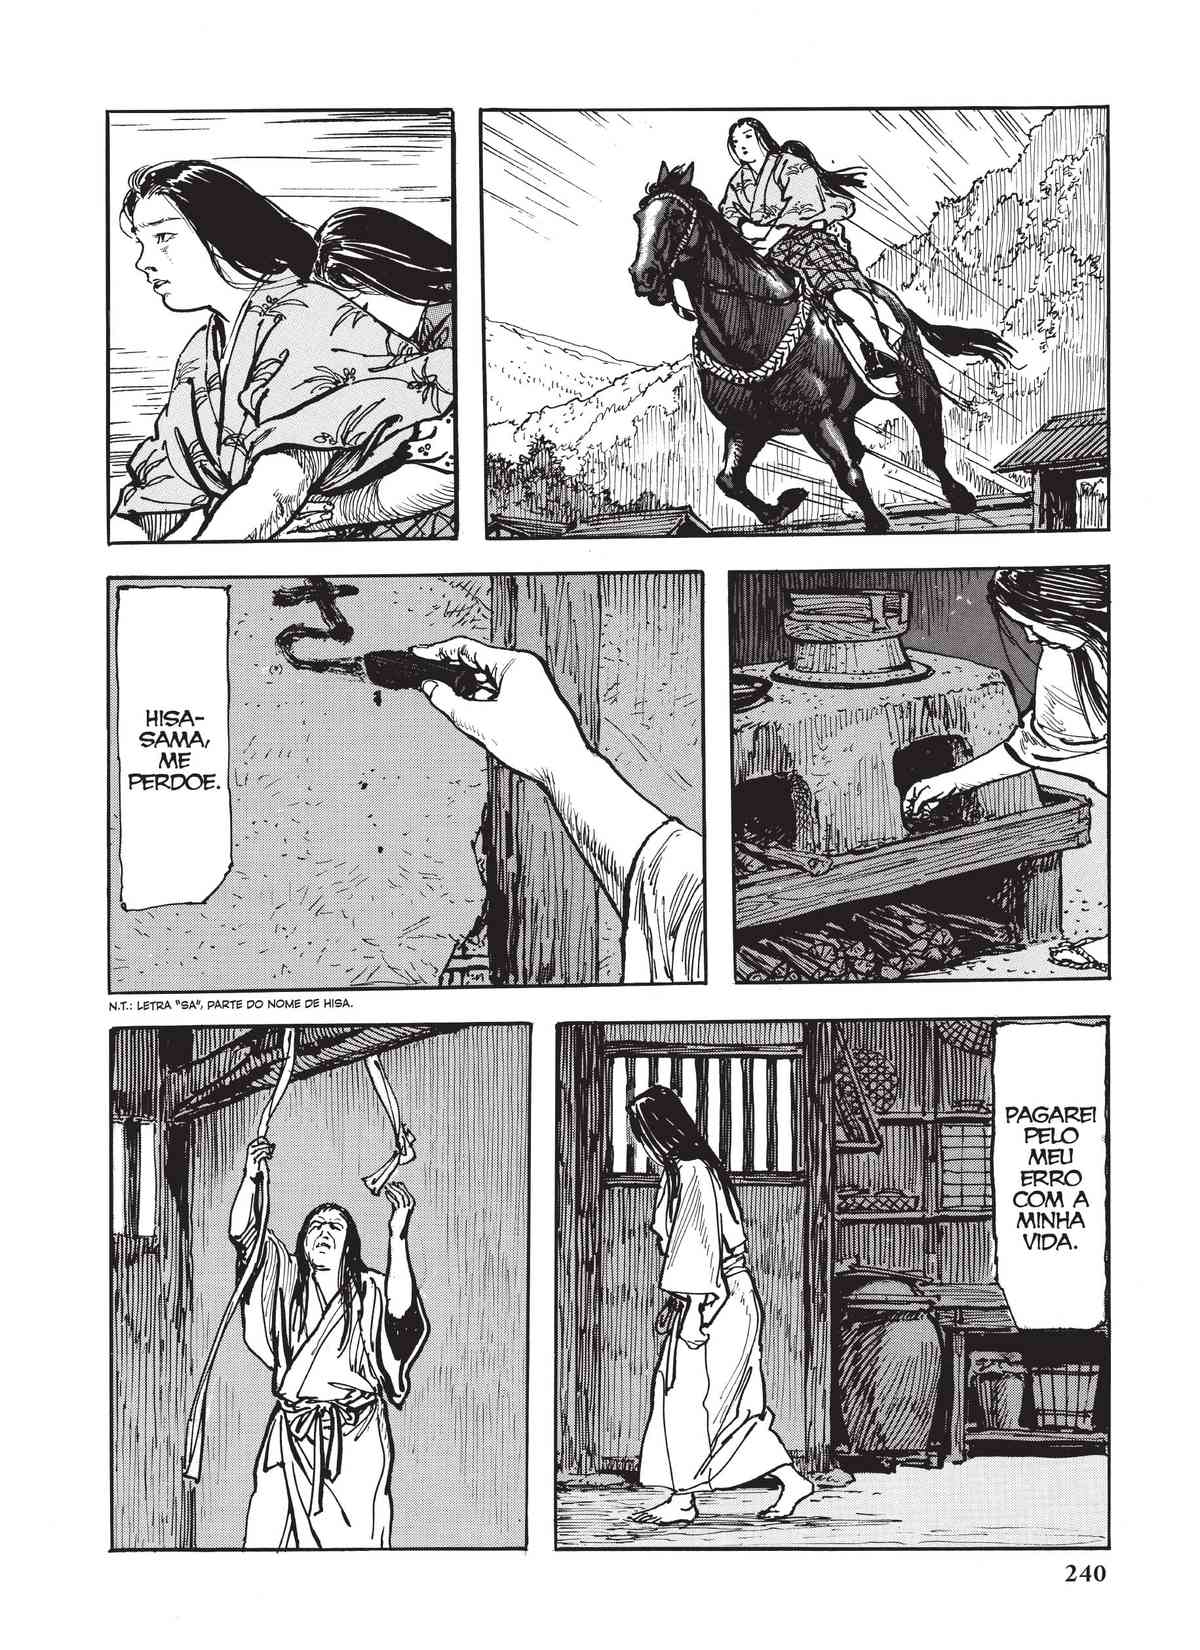 さ
HISA-
SAMA,
ME
PERDOE.
N.T.: LETRA "SA", PARTE DO NOME DE HISA.
PAGAREI
PELO
MEU
ERRO
COM A
MINHA
VIDA.
240